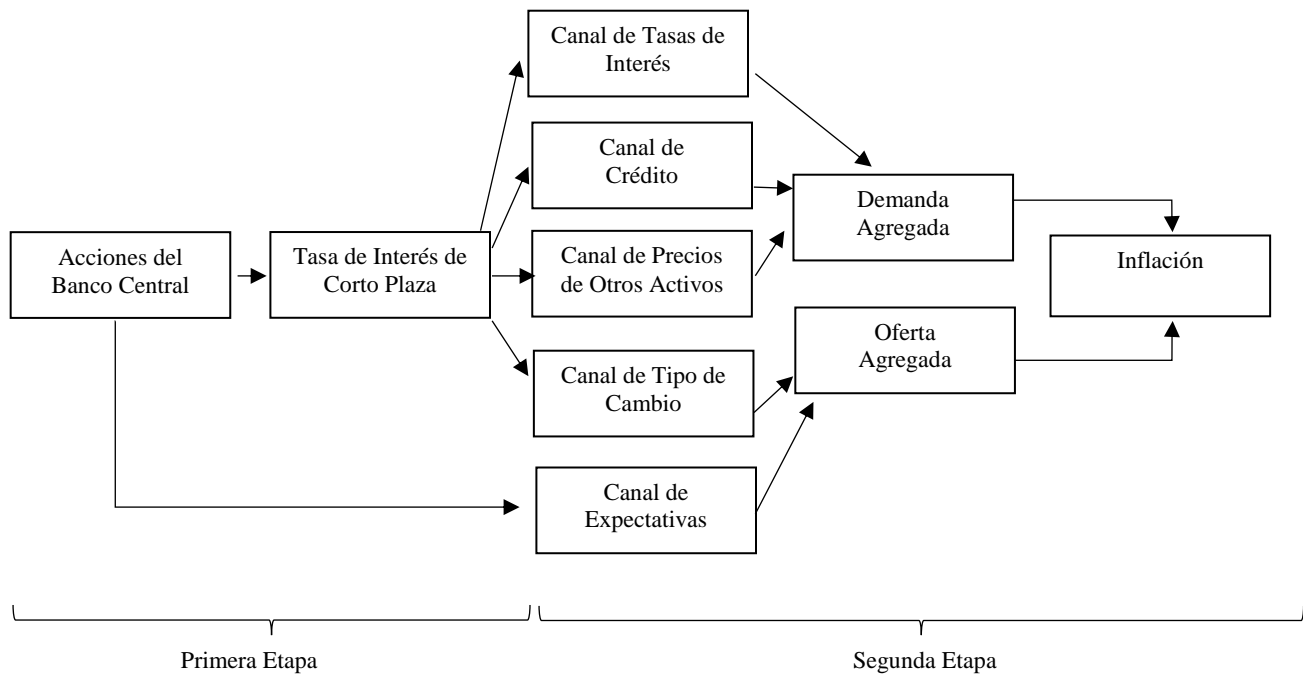 Canal de Tasas de
Interés
Canal de
Crédito
Demanda
Agregada
Acciones del
Banco Central
Tasa de Interés de
Corto Plaza
Canal de Precios
de Otros Activos
Inflación
Oferta
Agregada
Canal de Tipo de
Cambio
Canal de
Expectativas
Primera Etapa
Segunda Etapa